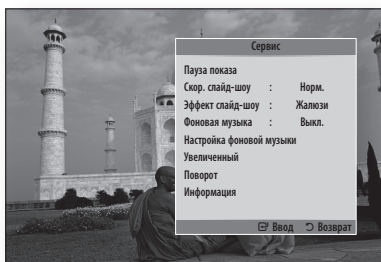 Сервис
Пауза показа
Скор. слайд-шоу : Норм.
Эффект слайд-шоу : Жалюзи
Фоновая музыка : Выкл.
Настройка фоновой музыки
Увеличенный
Поворот
Информация
Ввод Возврат